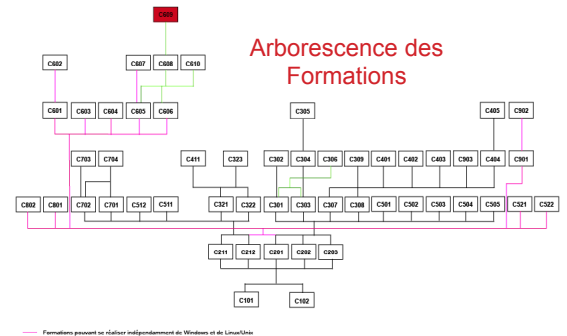 C609
Arborescence des
Formations
C602
C607
C608
C610
C601
C603
C604
C605
C606
C305
C405
C902
C703
C704
C411
C323
C302
C304
C306
C309
C401
C402
C403
C903
C404
C901
C802
C801
C702
C701
C512
C511
C321
C322
C301
C303
C307
C308
C501
C502
C503
C504
C505
C521
C522
C211
C212
C201
C202
C203
C101
C102
Formations pouvant se réaliser indépendamment de Windows et de Linux/Unix